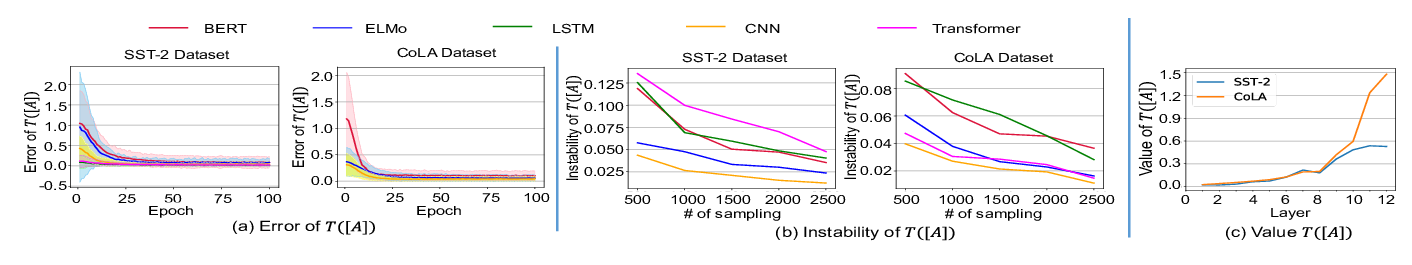 BERT ELMo LSTM CNN Transformer
SST-2 Dataset
Error of T([A])
2.0
1.5
1.0
0.5
0.0
-0.5
0 25 50 75 100
Epoch
CoLA Dataset
Error of T([A])
2.0
1.5
1.0
0.5
0.0
0 25 50 75 100
Epoch
(a) Error of T([A])
SST-2 Dataset
Instability of T([A])
0.125
0.100
0.075
0.050
0.025
500 1000 1500 2000 2500
# of sampling
CoLA Dataset
Instability of T([A])
0.08
0.06
0.04
0.02
500 1000 1500 2000 2500
# of sampling
(b) Instability of T([A])
Value of T([A])
1.5
1.2
0.9
0.6
0.3
0.0
SST-2
CoLA
0 2 4 6 8 10 12
Layer
(c) Value T([A])